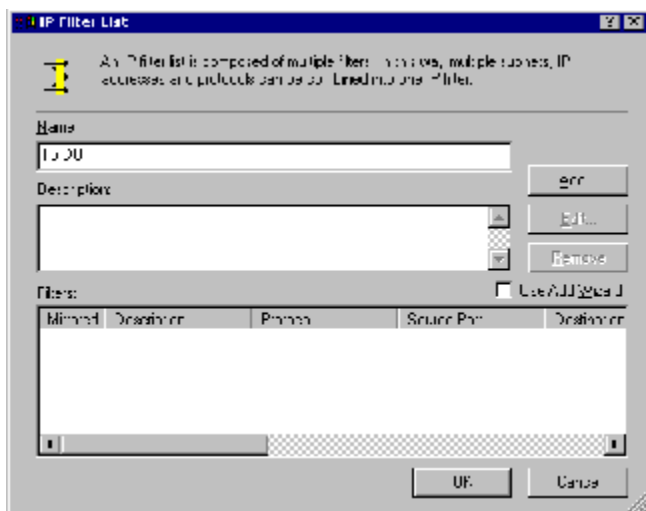 IP Filter List
An IP filter list is composed of multiple filters. In this way, multiple subnets, IP
addresses and protocols can be combined into one IP filter.
Name
Description:
Add
Edit...
Remove
Filters:
Use Add Wizard
Mirrored Description Protocol Source Port Destination
OK
Cancel